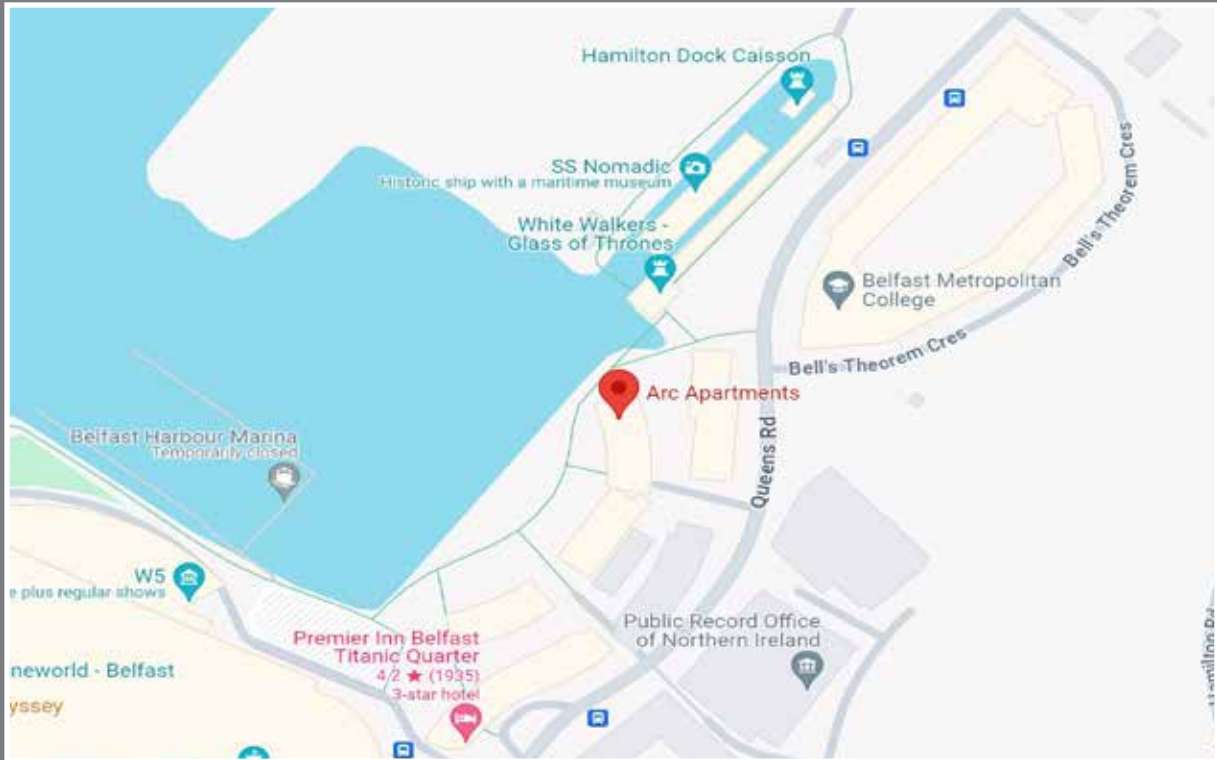 Hamilton Dock Caisson
SS Nomadic
Historic ship with a maritime museum
White Walkers -
Glass of Thrones
Bell's Theorem Cres
Belfast Metropolitan
College
Bell's Theorem Cres
Arc Apartments
Queens Rd
Belfast Harbour Marina
Temporarily closed
W5
e plus regular shows
Public Record Office
of Northern Ireland
Premier Inn Belfast
Titanic Quarter
4.2 ★ (1935)
3-star hotel
neworld - Belfast
yssey
Hamilton Rd